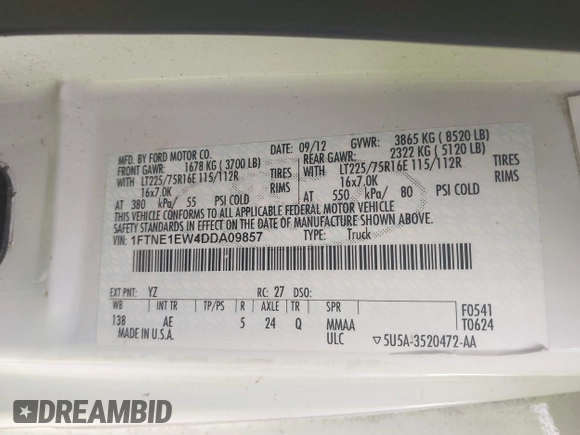 MFD. BY FORD MOTOR CO. DATE: 09/12 GVWR: 3865 KG ( 8520 LB)
FRONT GAWR: 1678 KG ( 3700 LB) REAR GAWR: 2322 KG ( 5120 LB)
WITH LT225/75R16E 115/112R TIRES WITH LT225/75R16E 115/112R TIRES
16x7.0K RIMS 16x7.0K RIMS
AT 380 kPa/ 55 PSI COLD AT 550 kPa/ 80 PSI COLD
THIS VEHICLE CONFORMS TO ALL APPLICABLE FEDERAL MOTOR VEHICLE
SAFETY STANDARDS IN EFFECT ON THE DATE OF MANUFACTURE SHOWN ABOVE.
VIN: 1FTNE1EW4DDA09857 TYPE: Truck
EXT PNT: YZ RC: 27 DSO:
WB INT TR TP/PS R AXLE TR SPR F0541
138 AE 5 24 Q MMAA T0624
MADE IN U.S.A. ULC 5U5A-3520472-AA
DREAMBID